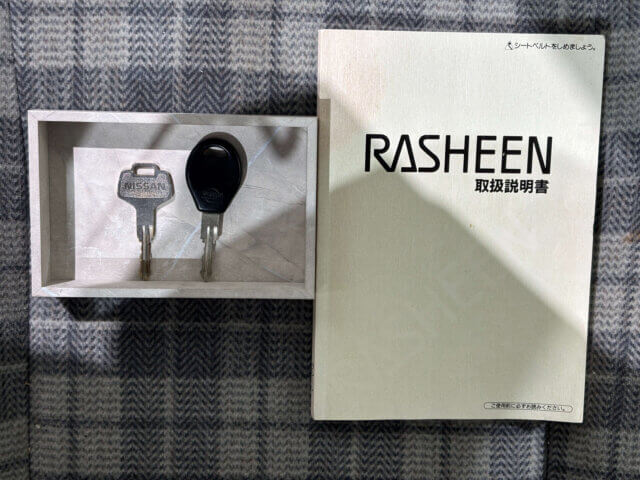 シートベルトをしめましょう。
NISSAN
RASHEEN
取扱説明書
RASHEEN
ご使用前に必ずお読みください。